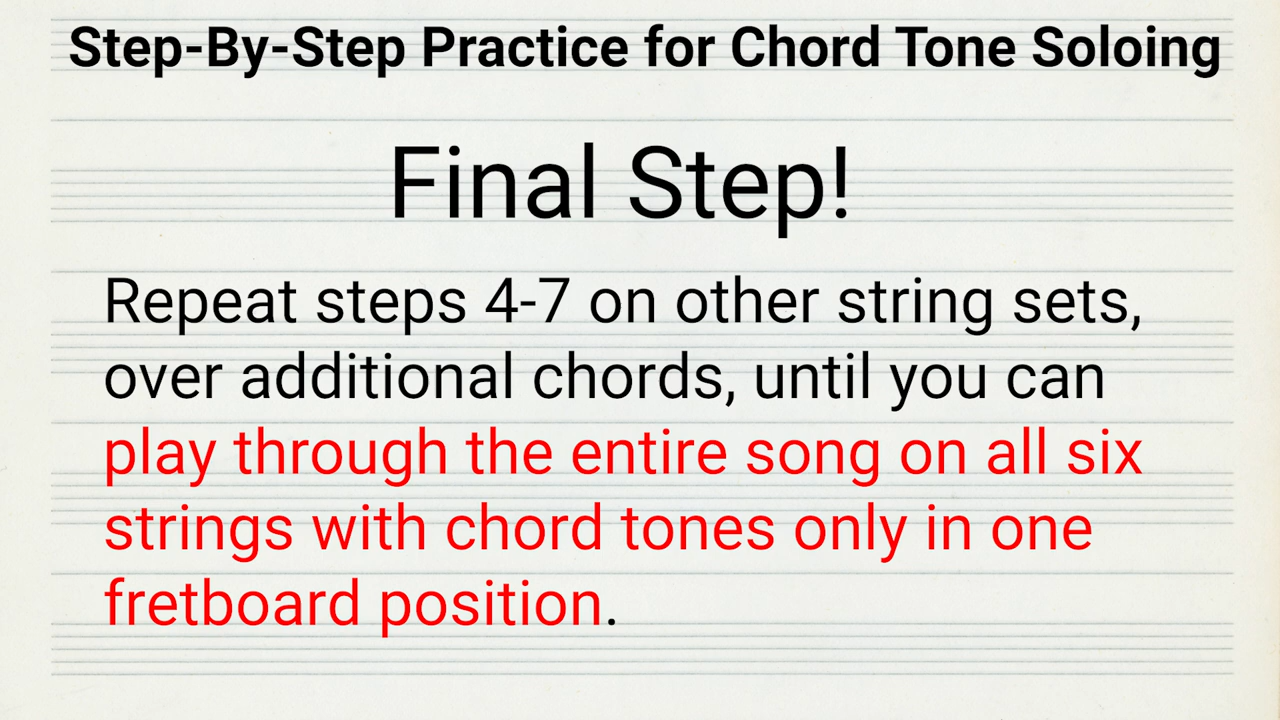 Step-By-Step Practice for Chord Tone Soloing
Final Step!
Repeat steps 4-7 on other string sets,
over additional chords, until you can
play through the entire song on all six
strings with chord tones only in one
fretboard position.